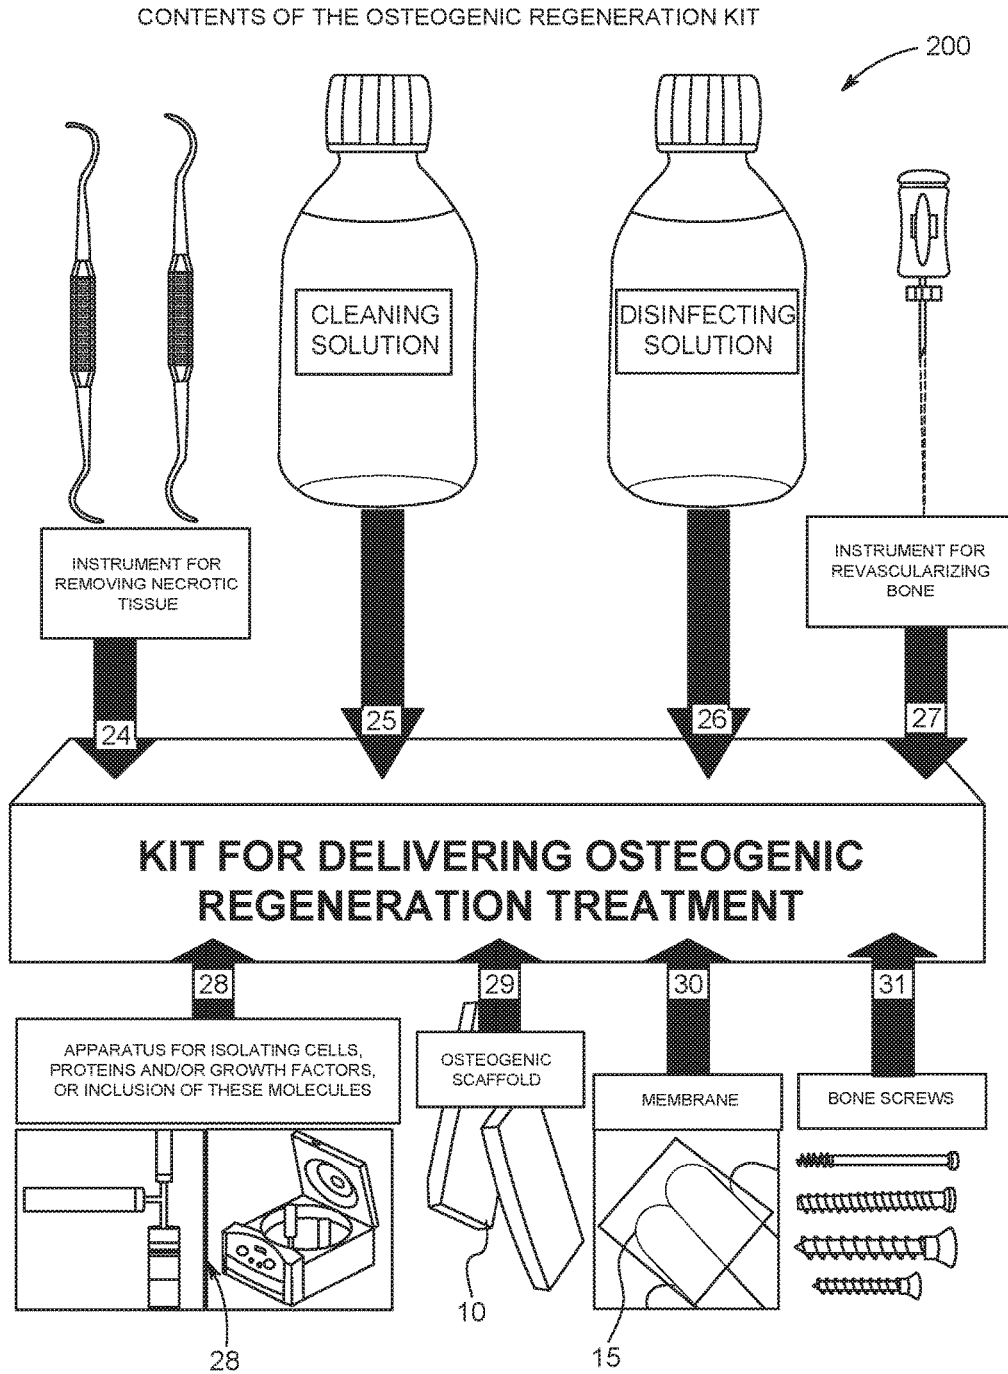 CONTENTS OF THE OSTEOGENIC REGENERATION KIT
200
CLEANING
SOLUTION
DISINFECTING
SOLUTION
INSTRUMENT FOR
REMOVING NECROTIC
TISSUE
INSTRUMENT FOR
REVASCULARIZING
BONE
24
25
26
27
KIT FOR DELIVERING OSTEOGENIC
REGENERATION TREATMENT
28
29
30
31
APPARATUS FOR ISOLATING CELLS,
PROTEINS AND/OR GROWTH FACTORS,
OR INCLUSION OF THESE MOLECULES
OSTEOGENIC
SCAFFOLD
MEMBRANE
BONE SCREWS
10
15
28